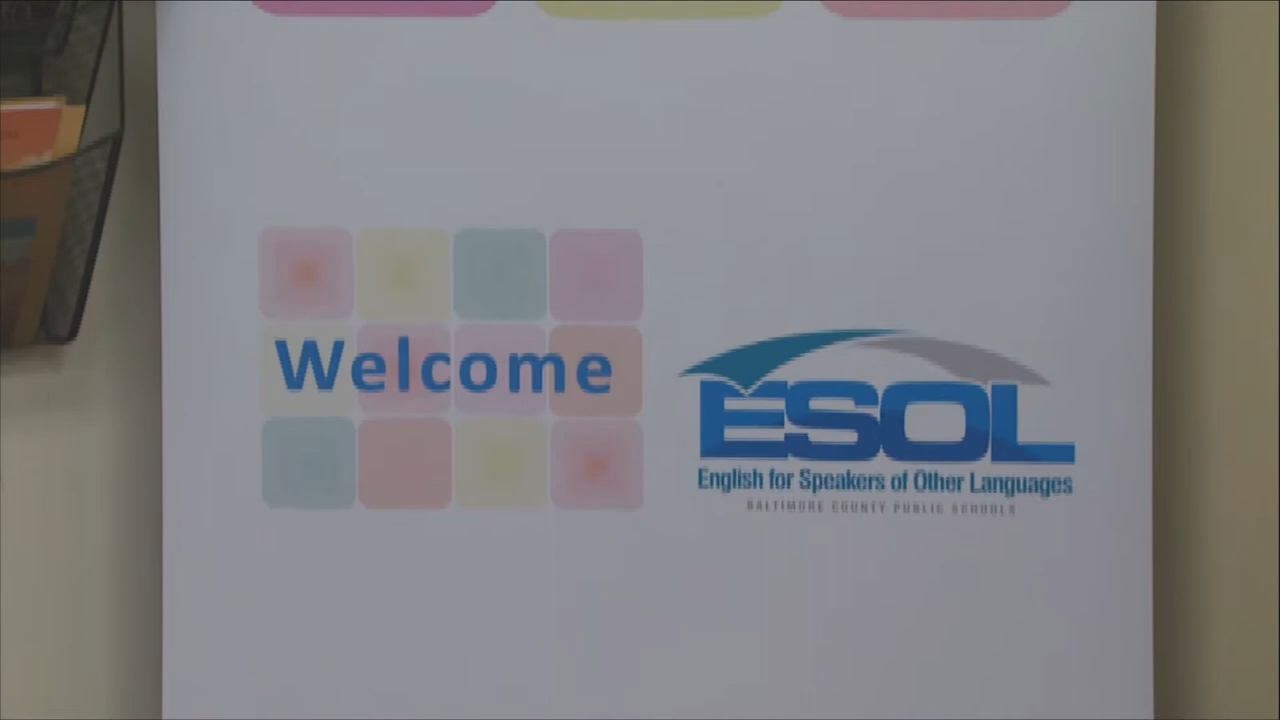 Welcome
ESOL
English for Speakers of Other Languages
BALTIMORE COUNTY PUBLIC SCHOOLS